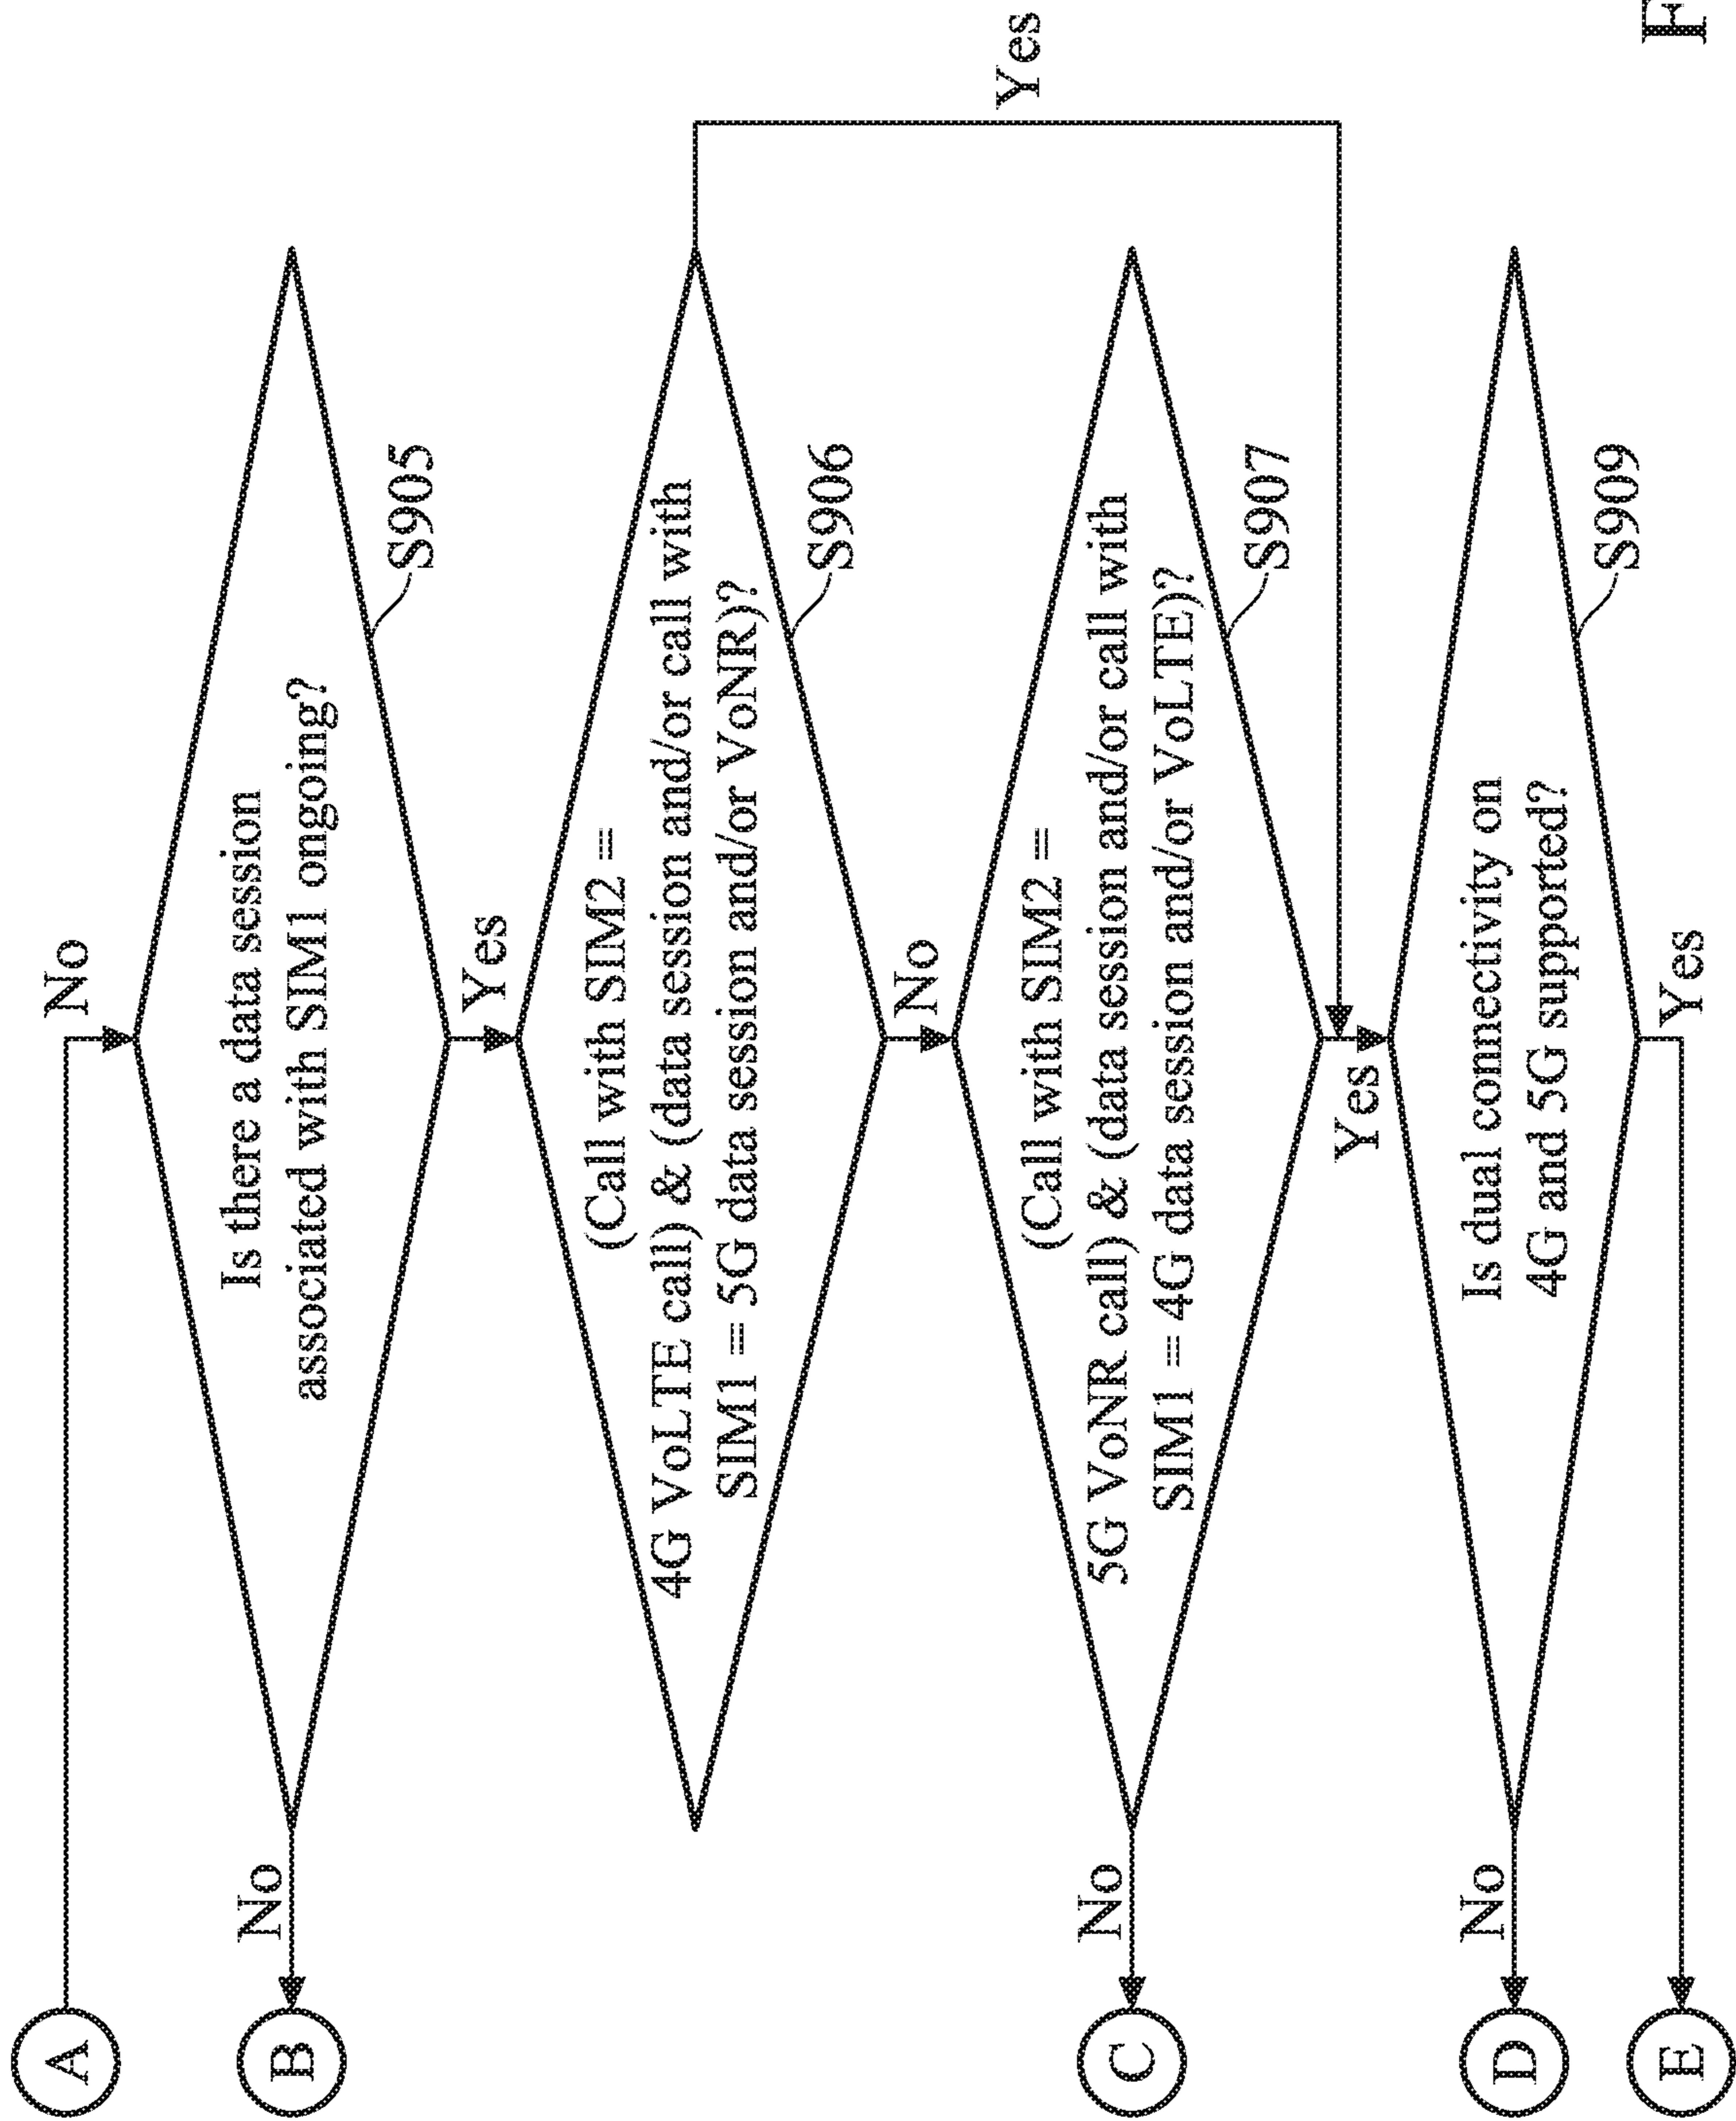 A
No
Is there a data session
associated with SIM1 ongoing?
S905
No
B
Yes
(Call with SIM2 =
4G VoLTE call) & (data session and/or call with
SIM1 = 5G data session and/or VoNR)?
S906
Yes
No
(Call with SIM2 =
5G VoNR call) & (data session and/or call with
SIM1 = 4G data session and/or VoLTE)?
S907
No
C
Yes
Is dual connectivity on
4G and 5G supported?
S909
No
D
Yes
E
F